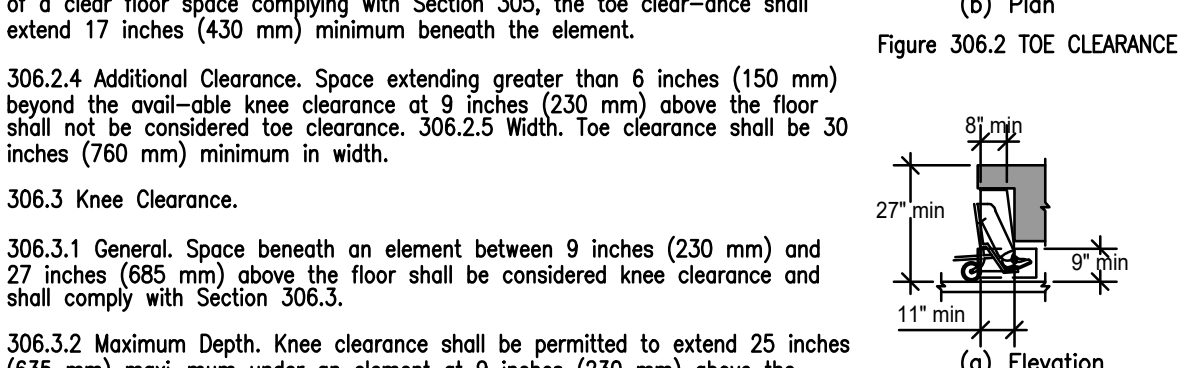 of a clear floor space complying with Section 305, the toe clear–ance shall
extend 17 inches (430 mm) minimum beneath the element.
306.2.4 Additional Clearance. Space extending greater than 6 inches (150 mm)
beyond the avail–able knee clearance at 9 inches (230 mm) above the floor
shall not be considered toe clearance. 306.2.5 Width. Toe clearance shall be 30
inches (760 mm) minimum in width.
306.3 Knee Clearance.
306.3.1 General. Space beneath an element between 9 inches (230 mm) and
27 inches (685 mm) above the floor shall be considered knee clearance and
shall comply with Section 306.3.
306.3.2 Maximum Depth. Knee clearance shall be permitted to extend 25 inches
(635 mm) maxi–mum under an element at 9 inches (230 mm) above the
(b) Plan
Figure 306.2 TOE CLEARANCE
8" min
27" min
9" min
11" min
(a) Elevation